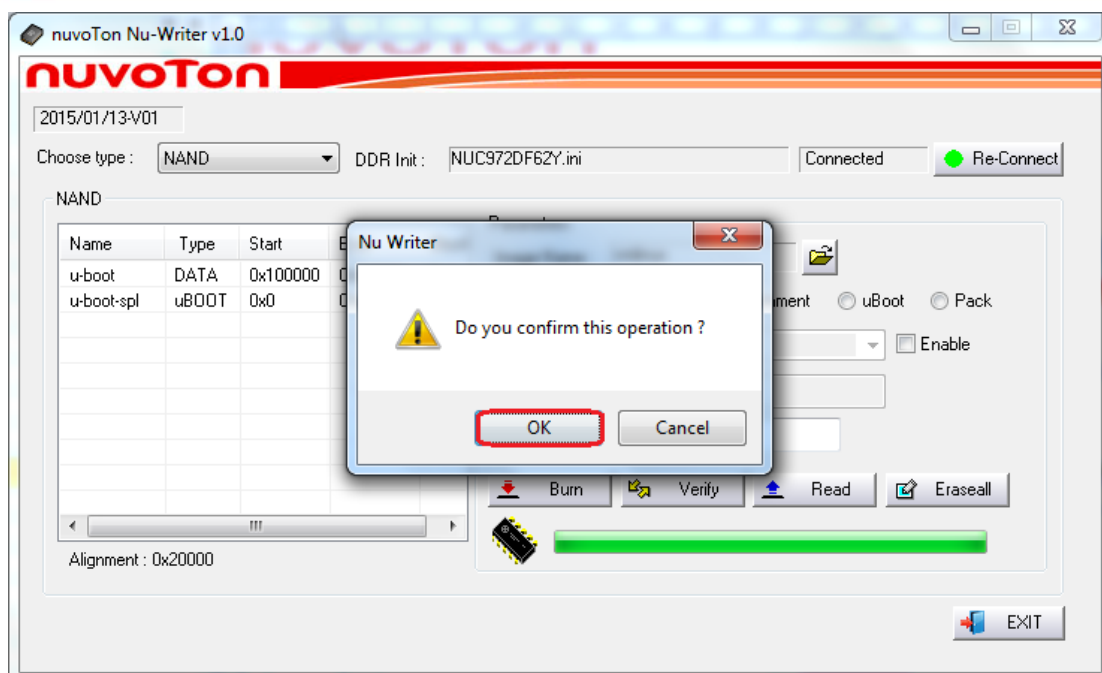 nuvoTon Nu-Writer v1.0
nuvoTon
2015/01/13-V01
Choose type : NAND DDR Init : NUC972DF62Y.ini Connected Re-Connect
NAND
Name Type Start
u-boot DATA 0x100000
u-boot-spl uBOOT 0x0
Alignment : 0x20000
Nu Writer
Do you confirm this operation ?
OK Cancel
uBoot Pack
Enable
Burn Verify Read Eraseall
EXIT